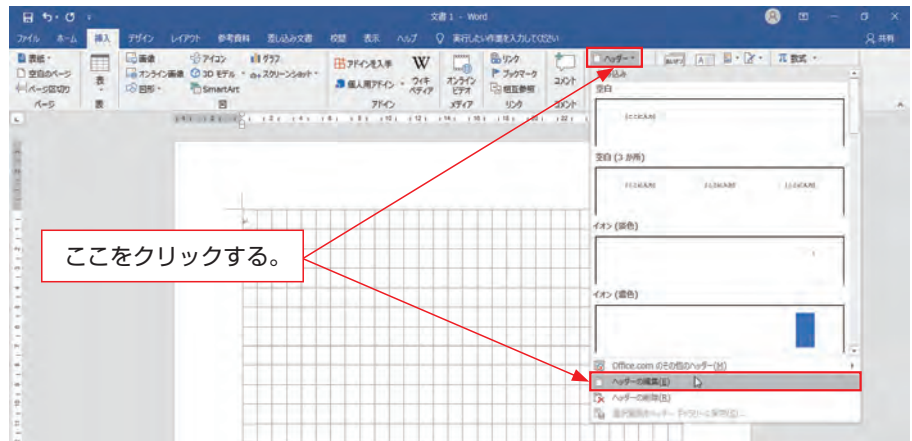 文書 1 - Word
ファイル ホーム 挿入 デザイン レイアウト 参考資料 差し込み文書 校閲 表示 ヘルプ 実行したい作業を入力してください 共有
表紙 画像 アイコン グラフ アドインを入手 リンク ヘッダー
空白のページ オンライン画像 3D モデル スクリーンショット 個人用アドイン ウィキペディア オンラインビデオ ブックマーク コメント 数式
ページ区切り 表 図形 SmartArt 相互参照
ページ 表 図 アドイン メディア リンク コメント
空白
空白 (3 か所)
イオン (淡色)
イオン (濃色)
ここをクリックする。
Office.com のその他のヘッダー(M)
ヘッダーの編集(E)
ヘッダーの削除(R)